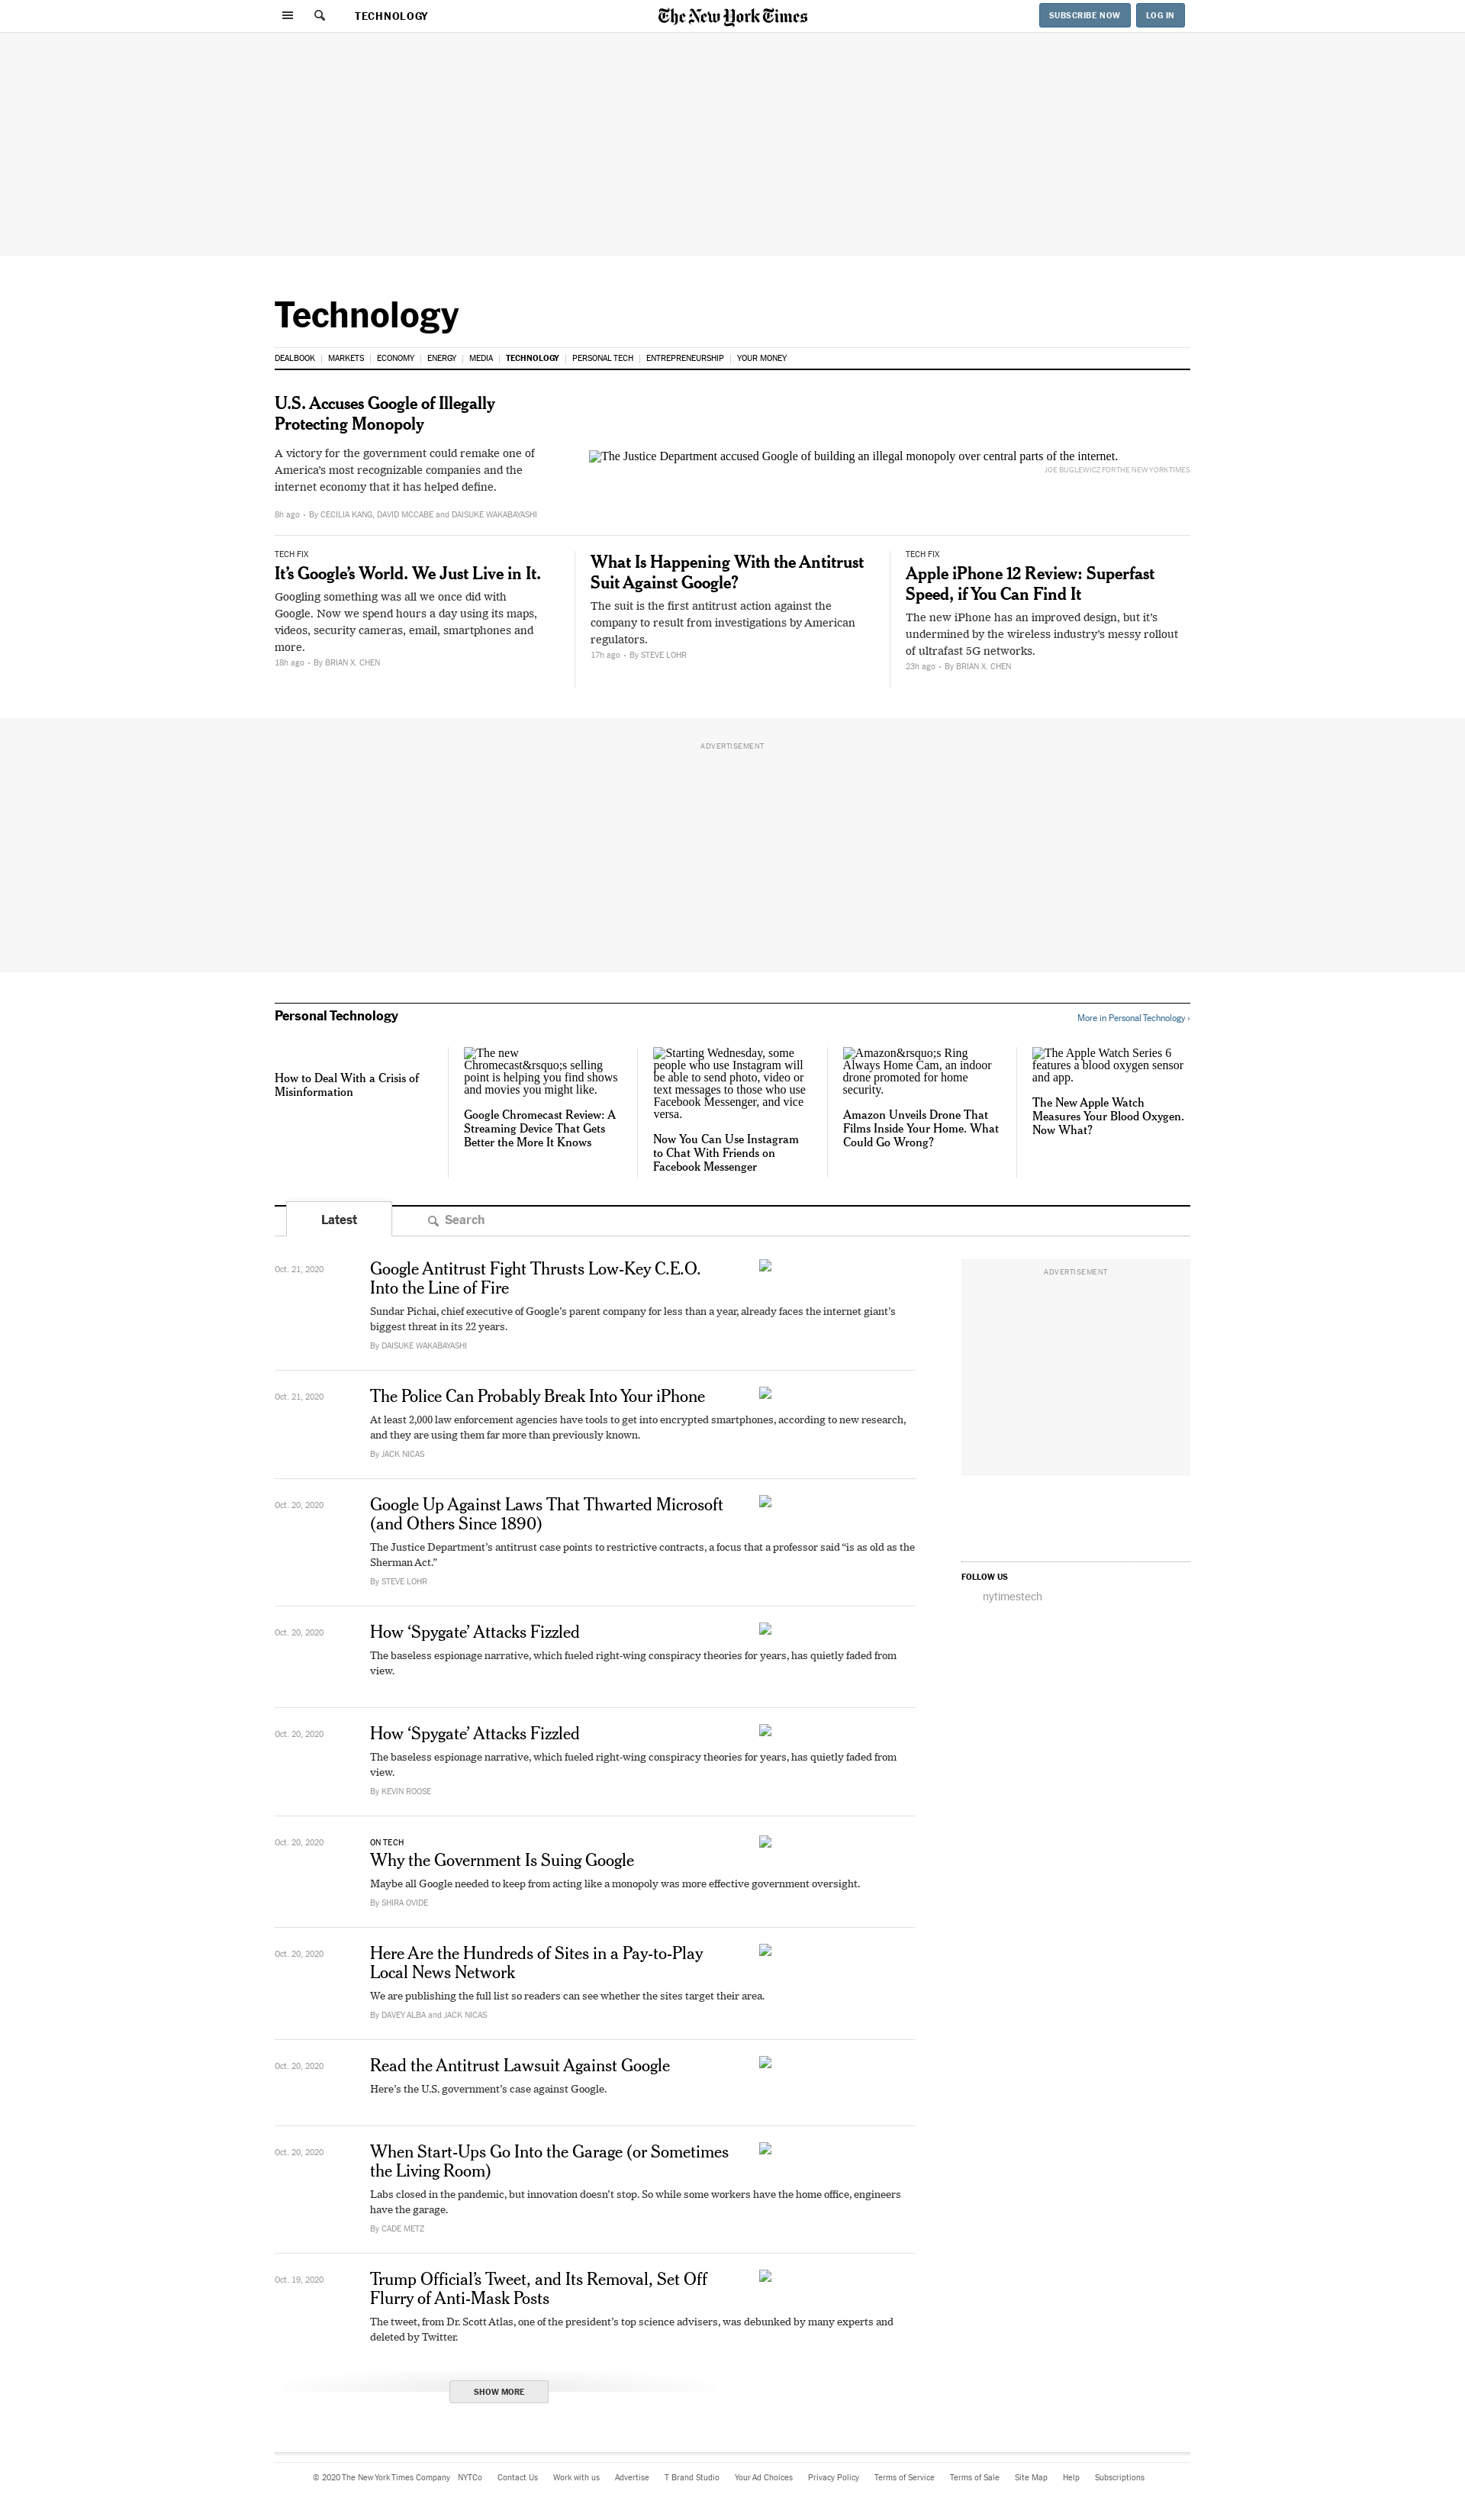 TECHNOLOGY
The New York Times
SUBSCRIBE NOW
LOG IN
Technology
DEALBOOK | MARKETS | ECONOMY | ENERGY | MEDIA | TECHNOLOGY | PERSONAL TECH | ENTREPRENEURSHIP | YOUR MONEY
U.S. Accuses Google of Illegally
Protecting Monopoly
A victory for the government could remake one of
America’s most recognizable companies and the
internet economy that it has helped define.
8h ago • By CECILIA KANG, DAVID MCCABE and DAISUKE WAKABAYASHI
The Justice Department accused Google of building an illegal monopoly over central parts of the internet.
JOE BUGLEWICZ FOR THE NEW YORK TIMES
TECH FIX
It’s Google’s World. We Just Live in It.
Googling something was all we once did with
Google. Now we spend hours a day using its maps,
videos, security cameras, email, smartphones and
more.
18h ago • By BRIAN X. CHEN
What Is Happening With the Antitrust
Suit Against Google?
The suit is the first antitrust action against the
company to result from investigations by American
regulators.
17h ago • By STEVE LOHR
TECH FIX
Apple iPhone 12 Review: Superfast
Speed, if You Can Find It
The new iPhone has an improved design, but it’s
undermined by the wireless industry’s messy rollout
of ultrafast 5G networks.
23h ago • By BRIAN X. CHEN
ADVERTISEMENT
Personal Technology
More in Personal Technology ›
How to Deal With a Crisis of
Misinformation
The new
Chromecast&rsquo;s selling
point is helping you find shows
and movies you might like.
Google Chromecast Review: A
Streaming Device That Gets
Better the More It Knows
Starting Wednesday, some
people who use Instagram will
be able to send photo, video or
text messages to those who use
Facebook Messenger, and vice
versa.
Now You Can Use Instagram
to Chat With Friends on
Facebook Messenger
Amazon&rsquo;s Ring
Always Home Cam, an indoor
drone promoted for home
security.
Amazon Unveils Drone That
Films Inside Your Home. What
Could Go Wrong?
The Apple Watch Series 6
features a blood oxygen sensor
and app.
The New Apple Watch
Measures Your Blood Oxygen.
Now What?
Latest
Search
Oct. 21, 2020
Google Antitrust Fight Thrusts Low-Key C.E.O.
Into the Line of Fire
Sundar Pichai, chief executive of Google’s parent company for less than a year, already faces the internet giant’s
biggest threat in its 22 years.
By DAISUKE WAKABAYASHI
Oct. 21, 2020
The Police Can Probably Break Into Your iPhone
At least 2,000 law enforcement agencies have tools to get into encrypted smartphones, according to new research,
and they are using them far more than previously known.
By JACK NICAS
Oct. 20, 2020
Google Up Against Laws That Thwarted Microsoft
(and Others Since 1890)
The Justice Department’s antitrust case points to restrictive contracts, a focus that a professor said “is as old as the
Sherman Act.”
By STEVE LOHR
Oct. 20, 2020
How ‘Spygate’ Attacks Fizzled
The baseless espionage narrative, which fueled right-wing conspiracy theories for years, has quietly faded from
view.
Oct. 20, 2020
How ‘Spygate’ Attacks Fizzled
The baseless espionage narrative, which fueled right-wing conspiracy theories for years, has quietly faded from
view.
By KEVIN ROOSE
Oct. 20, 2020
ON TECH
Why the Government Is Suing Google
Maybe all Google needed to keep from acting like a monopoly was more effective government oversight.
By SHIRA OVIDE
Oct. 20, 2020
Here Are the Hundreds of Sites in a Pay-to-Play
Local News Network
We are publishing the full list so readers can see whether the sites target their area.
By DAVEY ALBA and JACK NICAS
Oct. 20, 2020
Read the Antitrust Lawsuit Against Google
Here’s the U.S. government’s case against Google.
Oct. 20, 2020
When Start-Ups Go Into the Garage (or Sometimes
the Living Room)
Labs closed in the pandemic, but innovation doesn’t stop. So while some workers have the home office, engineers
have the garage.
By CADE METZ
Oct. 19, 2020
Trump Official’s Tweet, and Its Removal, Set Off
Flurry of Anti-Mask Posts
The tweet, from Dr. Scott Atlas, one of the president’s top science advisers, was debunked by many experts and
deleted by Twitter.
SHOW MORE
ADVERTISEMENT
FOLLOW US
nytimestech
© 2020 The New York Times Company NYTCo Contact Us Work with us Advertise T Brand Studio Your Ad Choices Privacy Policy Terms of Service Terms of Sale Site Map Help Subscriptions